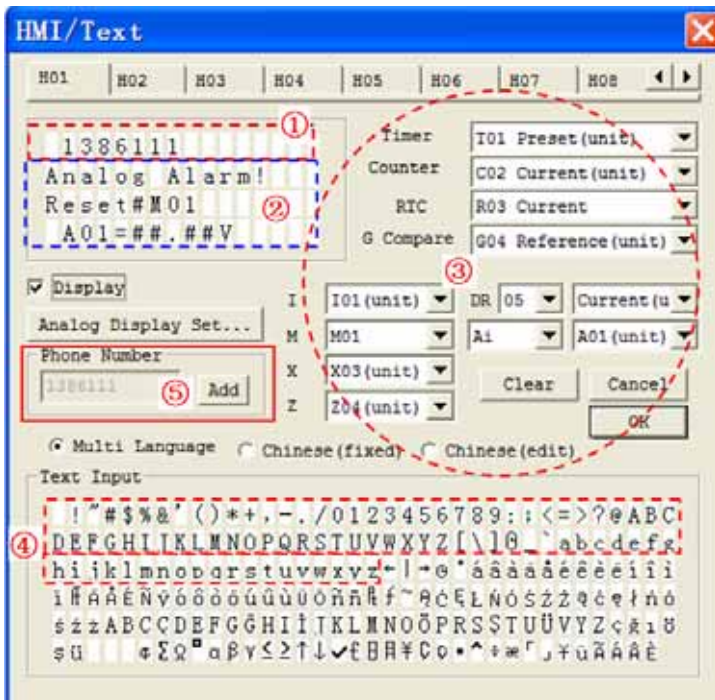 HMI/Text
H01 H02 H03 H04 H05 H06 H07 H08
①
1386111
Analog Alarm!
Reset#M01
②
A01=##.##V
Timer T01 Preset(unit)
Counter C02 Current(unit)
RTC R03 Current
G Compare G04 Reference(unit)
③
Display
Analog Display Set...
I I01(unit) DR 05 Current(u
M M01 Ai A01(unit)
X X03(unit) Clear Cancel
Z Z04(unit) OK
Phone Number
1386111 ⑤ Add
Multi Language Chinese(fixed) Chinese(edit)
Text Input
④
!"#$%&'()*+,-./0123456789:;<=>?@ABC
DEFGHIJKLMNOPQRSTUVWXYZ[\]
_`abcdefg
hijklmnopqrstuvwxyz